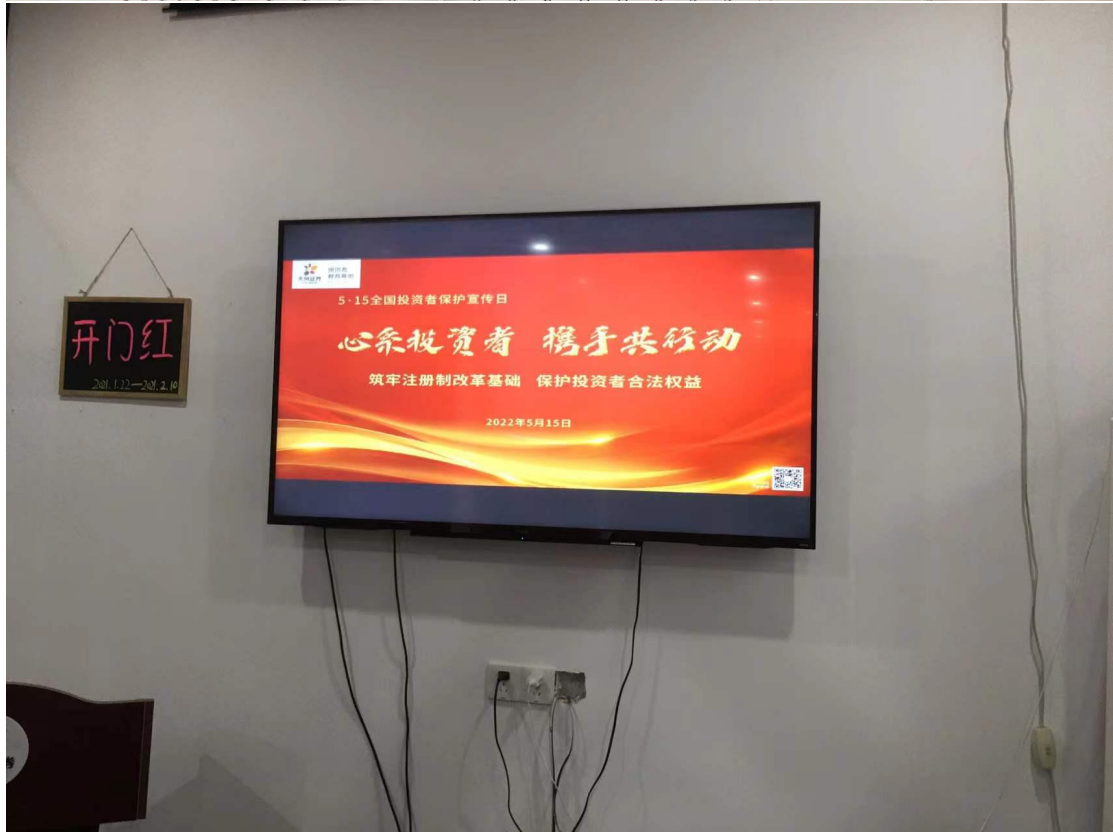 开门红
5·15全国投资者保护宣传日
心系投资者 携手共行动
筑牢注册制改革基础 保护投资者合法权益
2022年5月15日